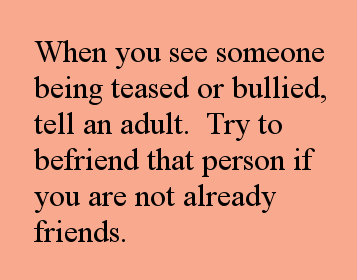 When you see someone
being teased or bullied,
tell an adult.  Try to
befriend that person if
you are not already
friends.